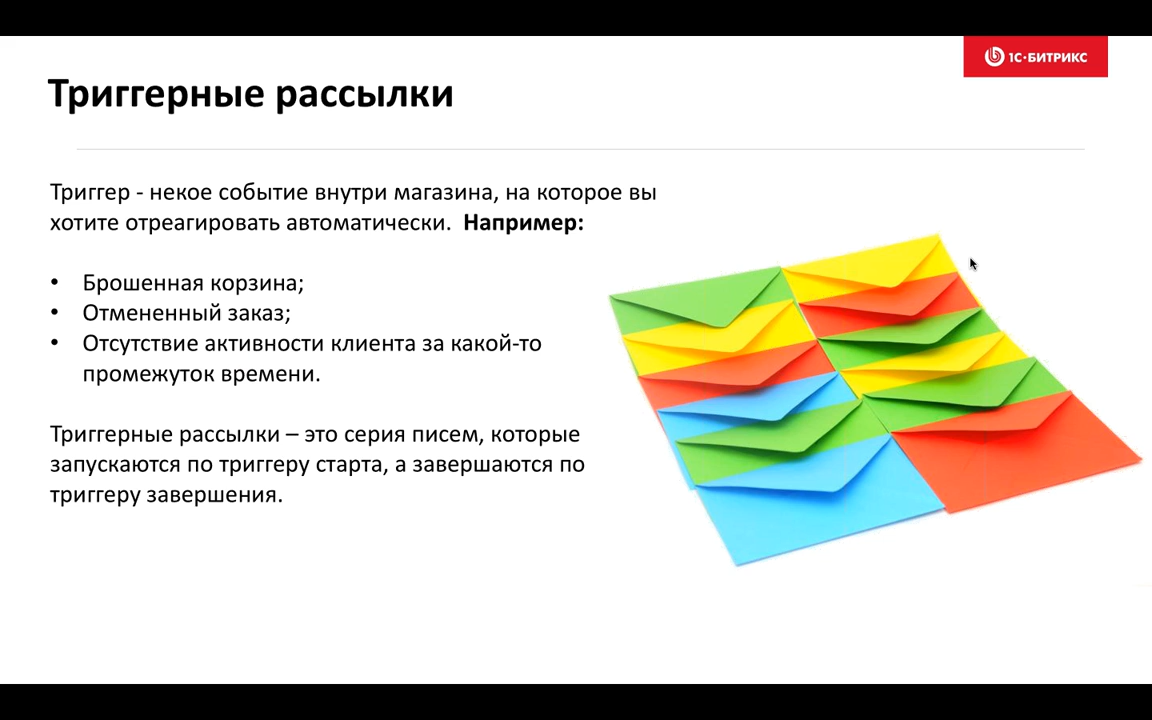 1С·БИТРИКС
Триггерные рассылки
Триггер - некое событие внутри магазина, на которое вы
хотите отреагировать автоматически. Например:
• Брошенная корзина;
• Отмененный заказ;
• Отсутствие активности клиента за какой-то
промежуток времени.
Триггерные рассылки – это серия писем, которые
запускаются по триггеру старта, а завершаются по
триггеру завершения.